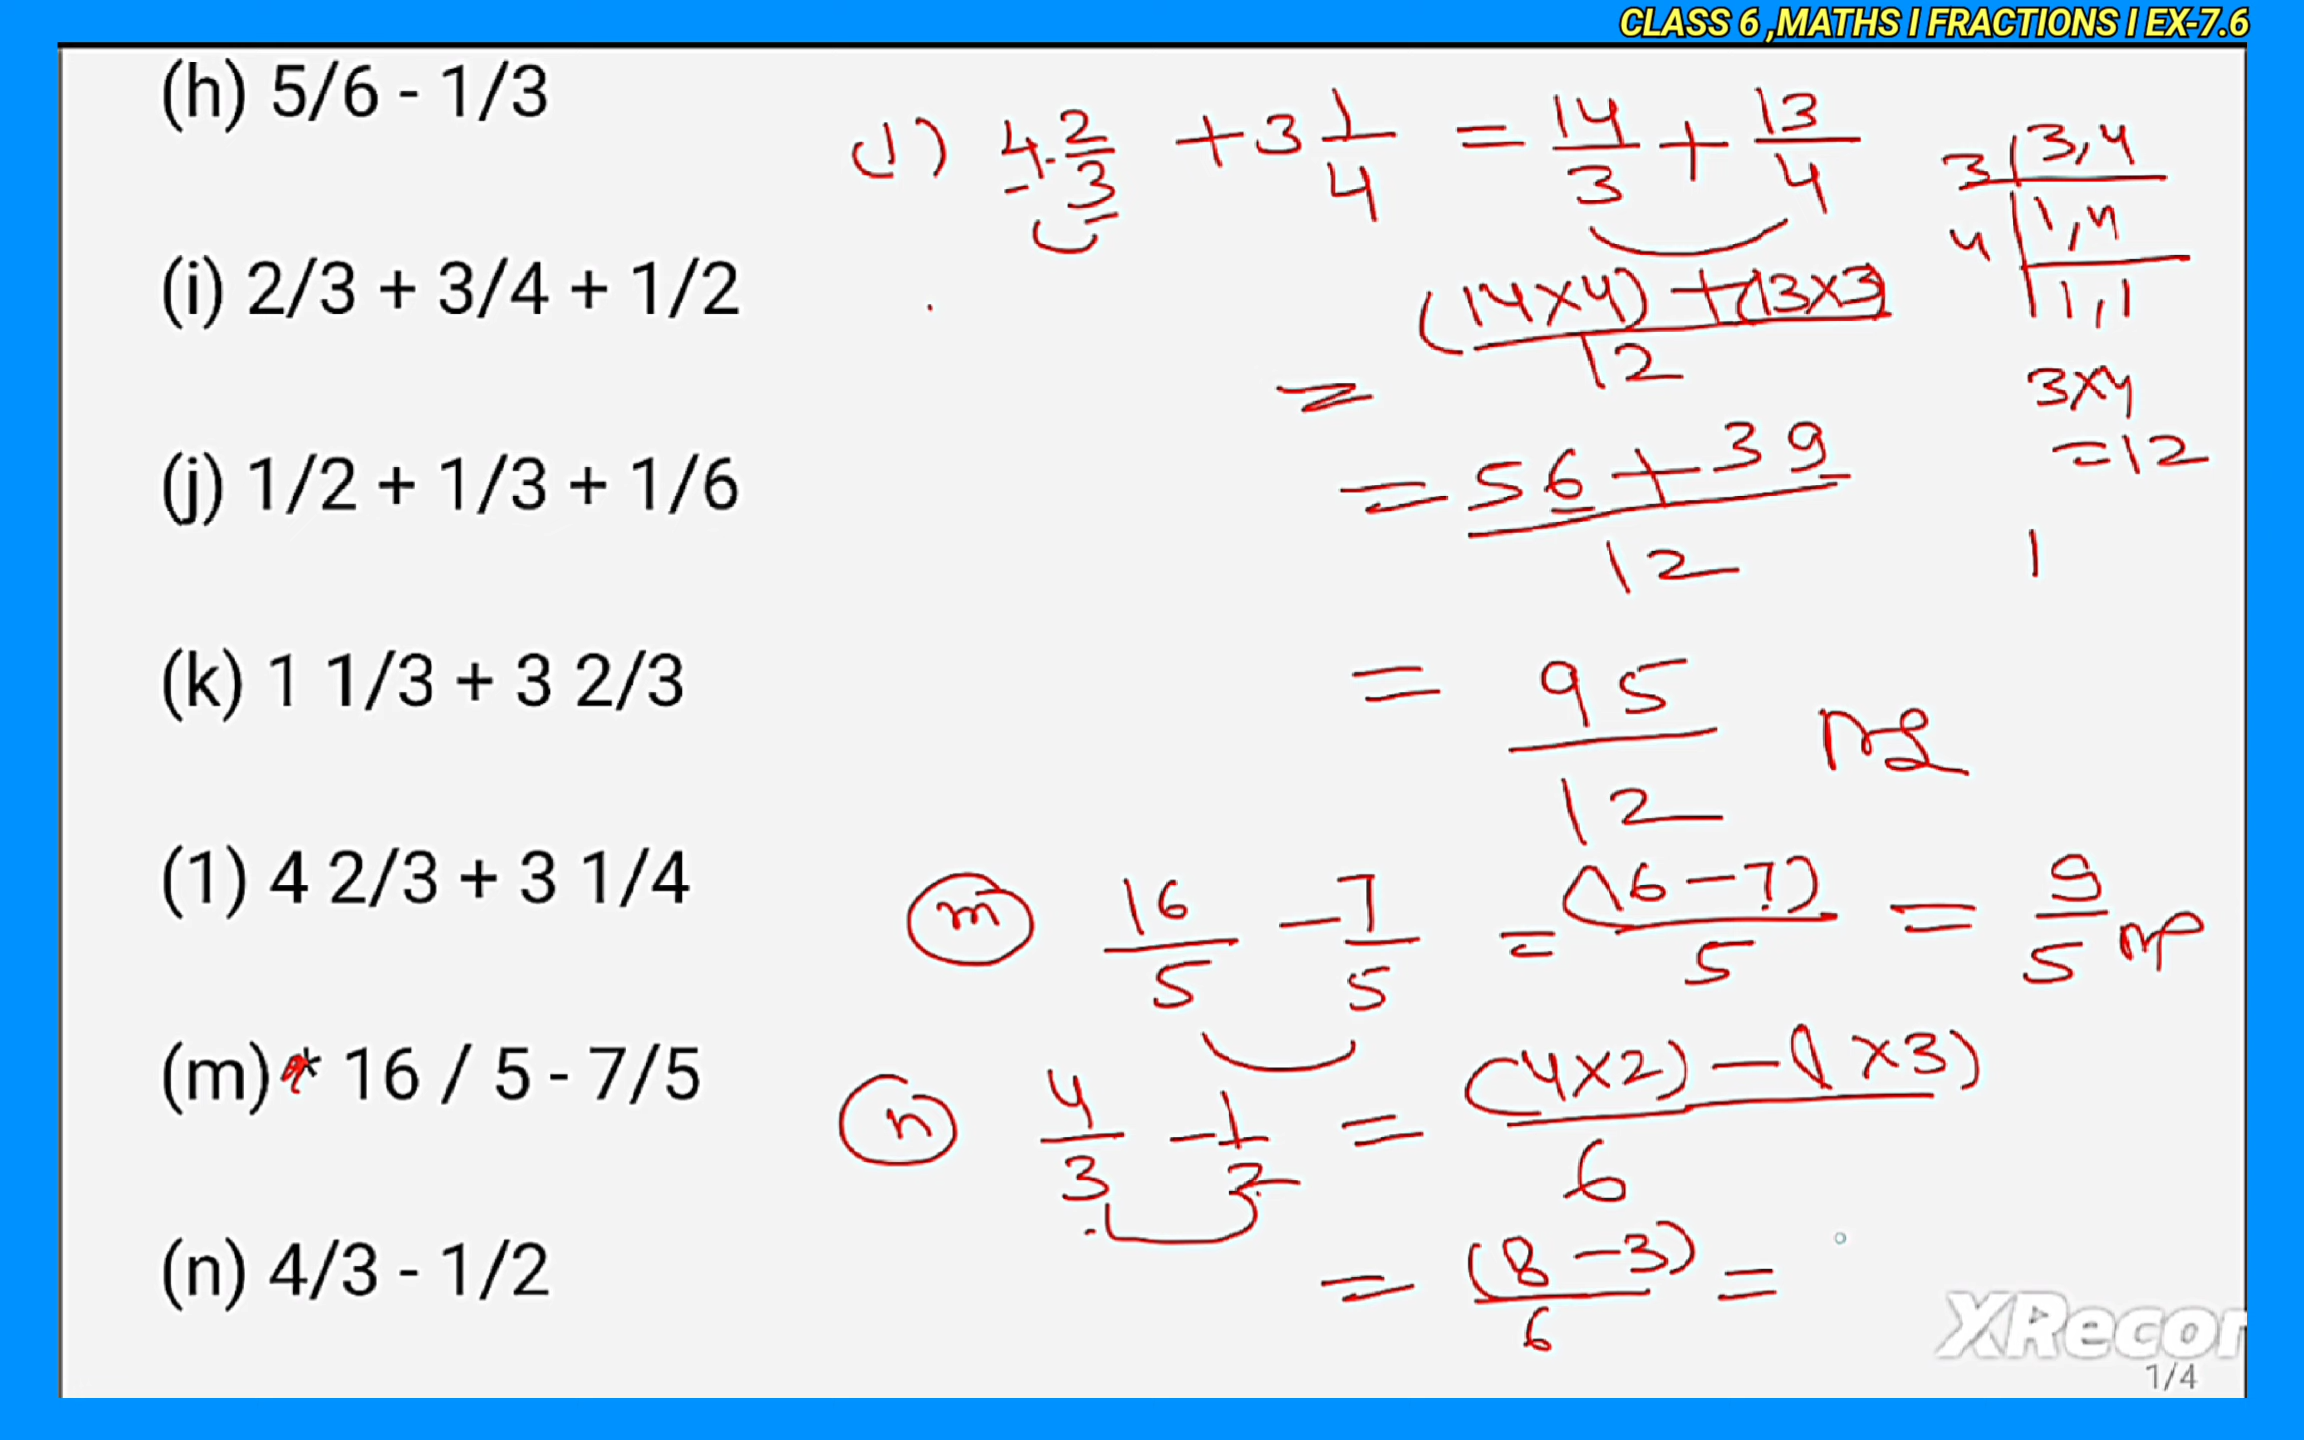 CLASS 6 ,MATHS I FRACTIONS I EX-7.6
(h) 5/6 - 1/3
(i) 2/3 + 3/4 + 1/2
(j) 1/2 + 1/3 + 1/6
(k) 1 1/3 + 3 2/3
(1) 4 2/3 + 3 1/4
(m)* 16 / 5 - 7/5
(n) 4/3 - 1/2
l) 4 2/3 + 3 1/4 = 14/3 + 13/4
= (14×4) + (13×3) / 12
= 56 + 39 / 12
= 95 / 12
3 | 3,4
4 | 1,4
1,1
3×4
= 12
1
(m) 16/5 - 7/5 = (16-7)/5 = 9/5
(n) 4/3 - 1/2 = (4×2) - (1×3) / 6
= (8-3)/6 =
XRecor
1/4